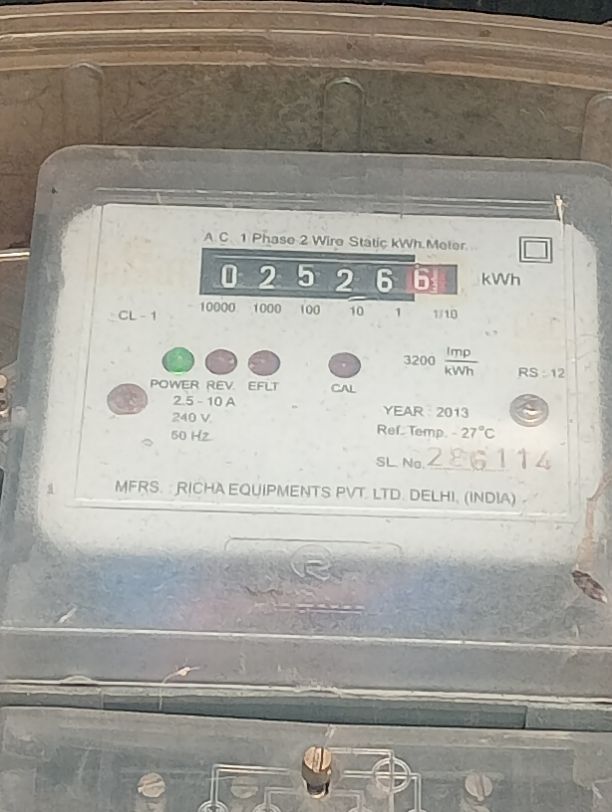 A.C. 1 Phase 2 Wire Static kWh.Meter.
0 2 5 2 6 6 kWh
10000 1000 100 10 1 1/10
CL - 1
3200 Imp/kWh
RS : 12
POWER REV. EFLT CAL
2.5 - 10 A
240 V.
50 Hz.
YEAR : 2013
Ref. Temp. - 27°C
SL. No. 286114
MFRS. : RICHA EQUIPMENTS PVT. LTD. DELHI. (INDIA)
R